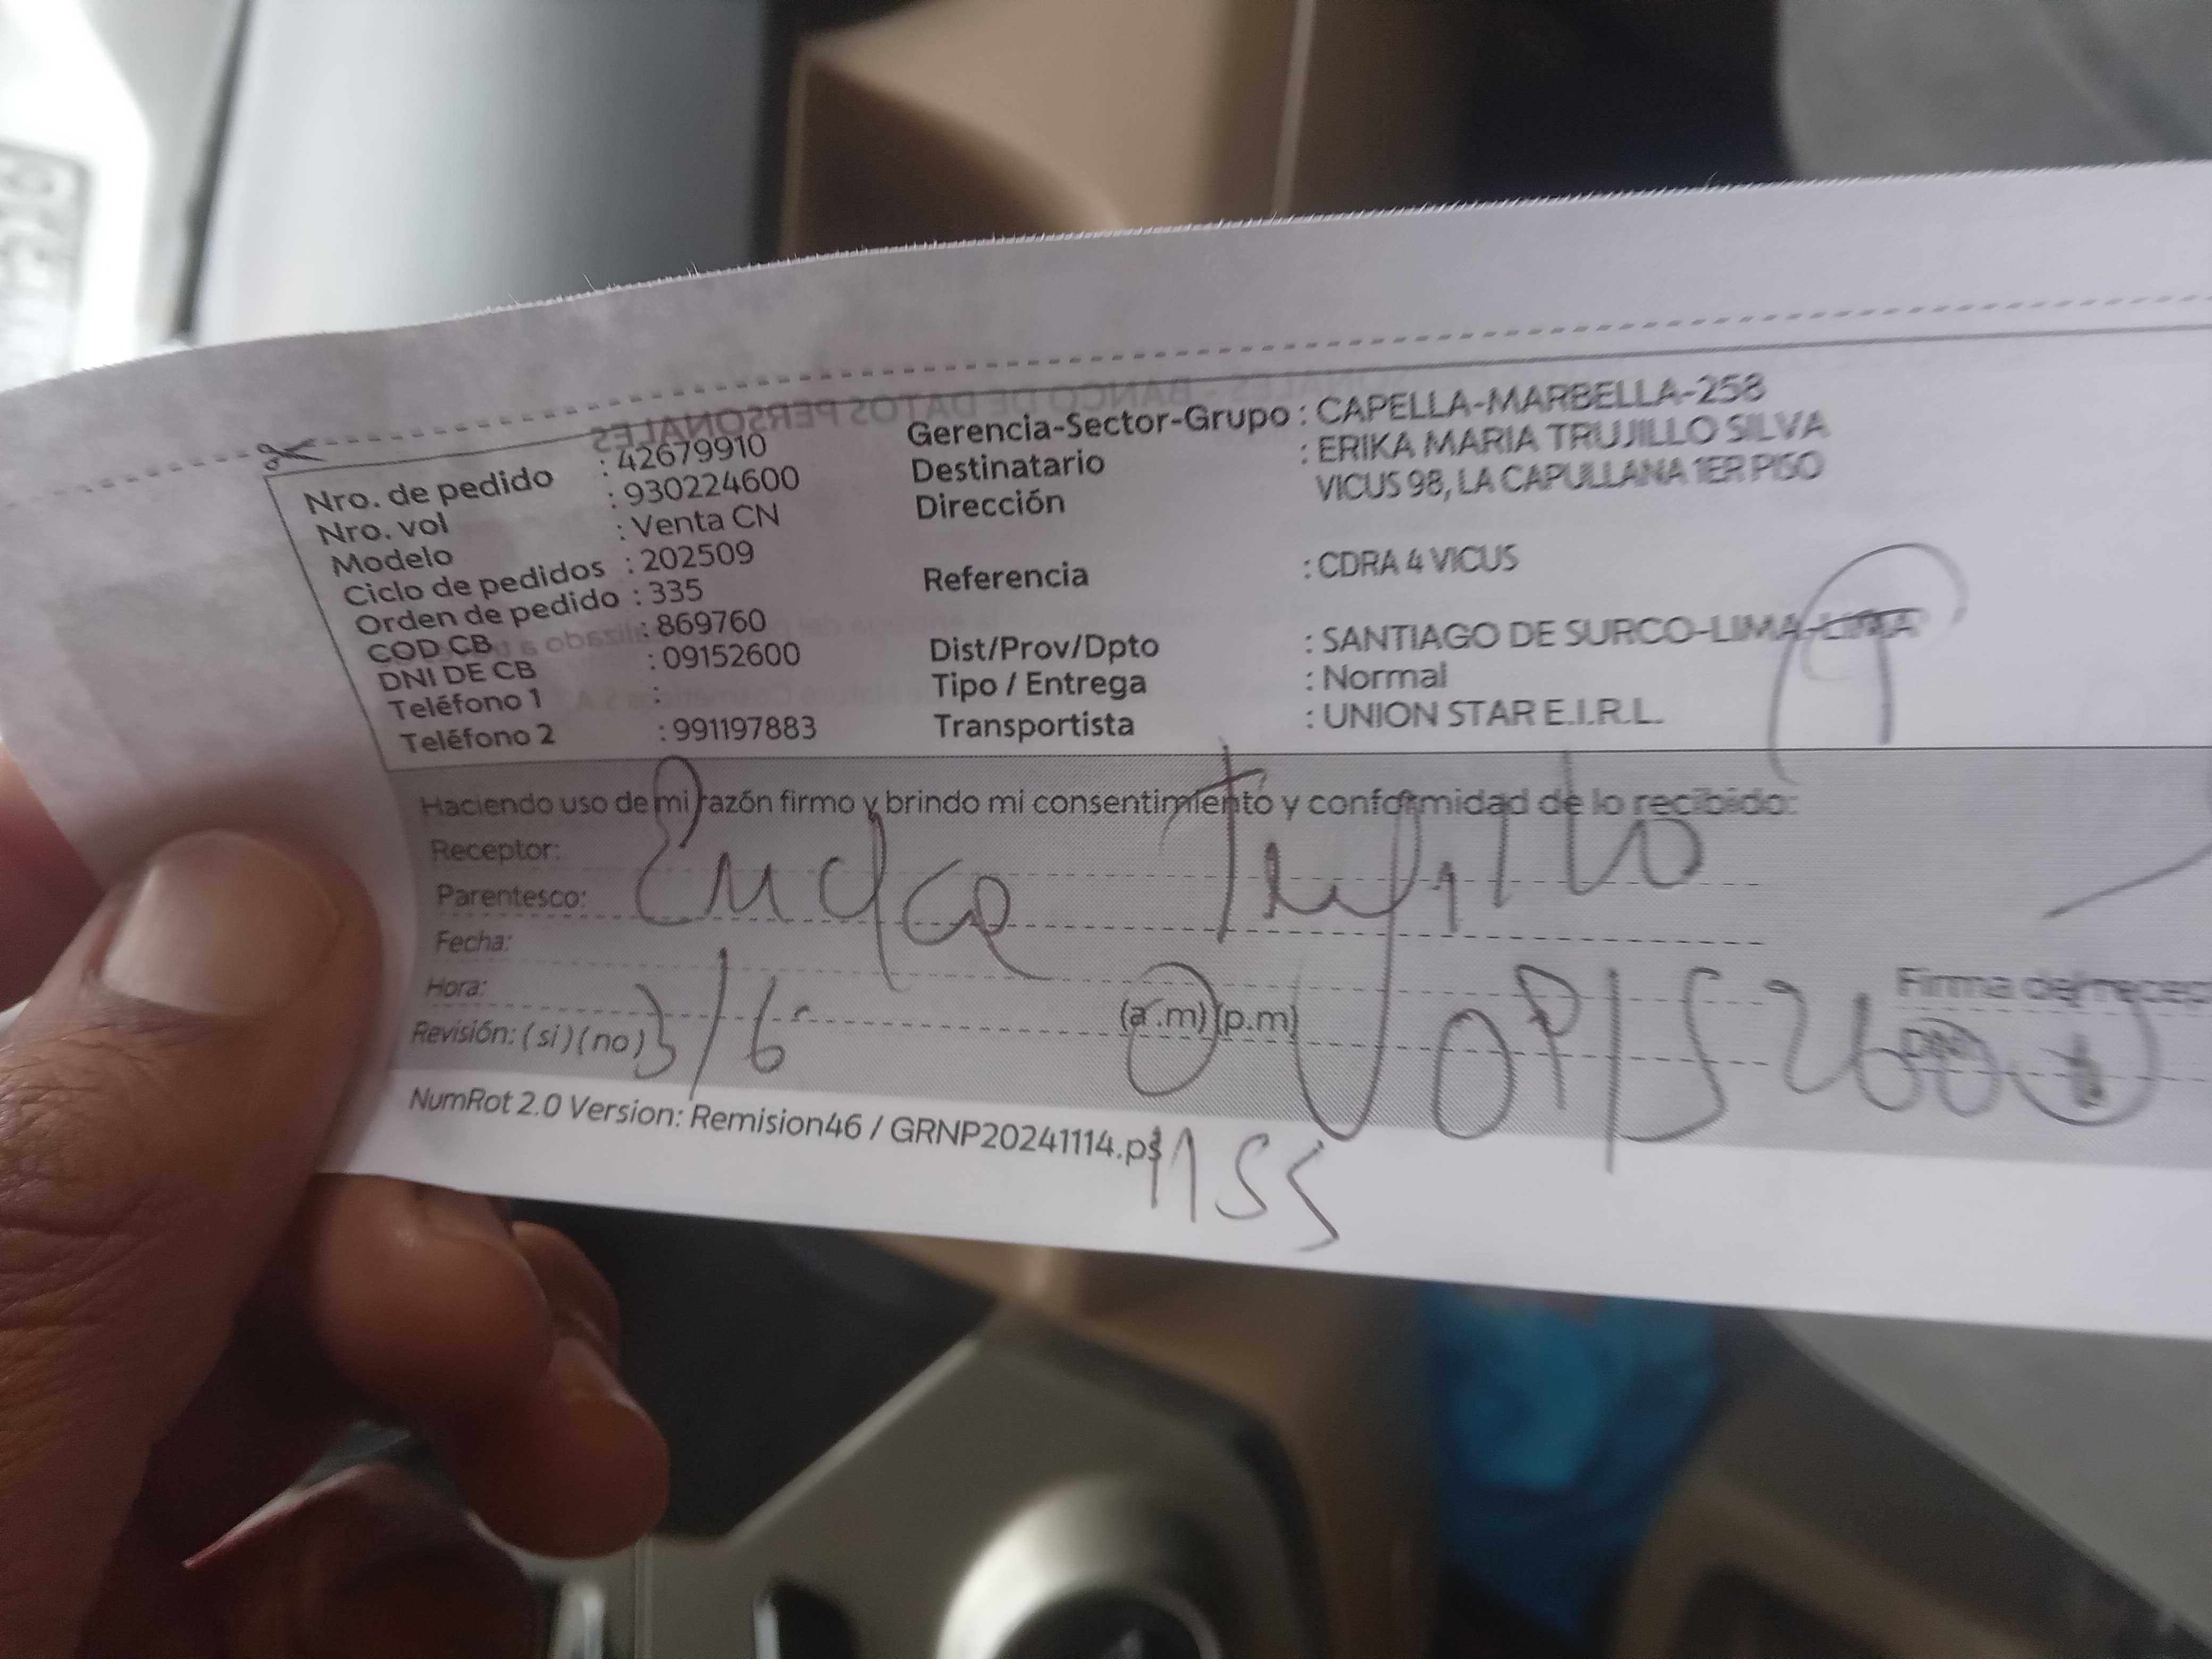 Nro. de pedido : 42679910
Nro. vol : 930224600
Modelo : Venta CN
Ciclo de pedidos : 202509
Orden de pedido : 335
COD CB : 869760
DNI DE CB : 09152600
Teléfono 1 :
Teléfono 2 : 991197883
Gerencia-Sector-Grupo : CAPELLA-MARBELLA-258
Destinatario : ERIKA MARIA TRUJILLO SILVA
Dirección VICUS 98, LA CAPULLANA 1ER PISO
Referencia : CDRA 4 VICUS
Dist/Prov/Dpto : SANTIAGO DE SURCO-LIMA-LIMA
Tipo / Entrega : Normal
Transportista : UNION STAR E.I.R.L.
Haciendo uso de mi razón firmo y brindo mi consentimiento y conformidad de lo recibido:
Receptor:
Parentesco: Trujillo
Fecha:
Hora: (a.m) (p.m)
Firma del recep
Revisión: (si) (no) 3/6
09152600
DNI
NumRot 2.0 Version: Remision46 / GRNP20241114.ps
1155